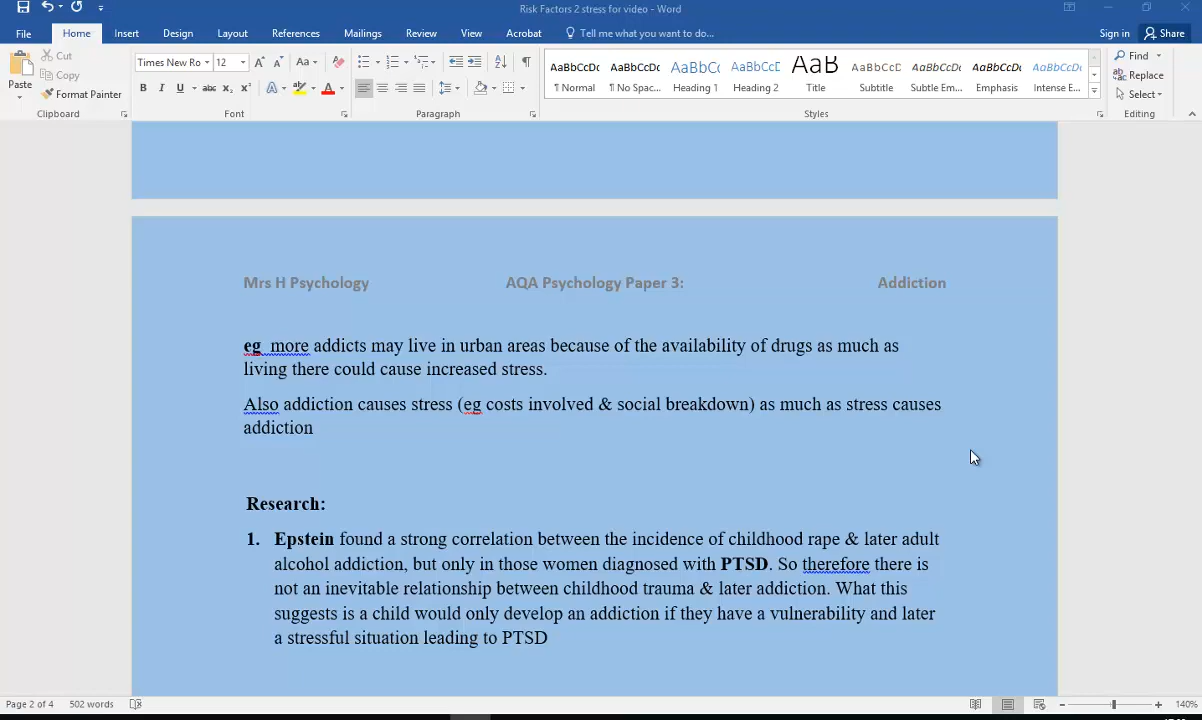 Risk Factors 2 stress for video - Word
File Home Insert Design Layout References Mailings Review View Acrobat Tell me what you want to do... Sign in Share
Paste Cut Copy Format Painter
Times New Ro 12 Aa
B I U abc x₂ x² A A
AaBbCcDc AaBbCcDc AaBbCc AaBbCcD AaB AaBbCcD AaBbCcDc AaBbCcDc AaBbCcDc
¶ Normal ¶ No Spac... Heading 1 Heading 2 Title Subtitle Subtle Em... Emphasis Intense E...
Find Replace Select
Clipboard Font Paragraph Styles Editing
Mrs H Psychology AQA Psychology Paper 3: Addiction
eg more addicts may live in urban areas because of the availability of drugs as much as
living there could cause increased stress.
Also addiction causes stress (eg costs involved & social breakdown) as much as stress causes
addiction
Research:
1. Epstein found a strong correlation between the incidence of childhood rape & later adult
alcohol addiction, but only in those women diagnosed with PTSD. So therefore there is
not an inevitable relationship between childhood trauma & later addiction. What this
suggests is a child would only develop an addiction if they have a vulnerability and later
a stressful situation leading to PTSD
Page 2 of 4 502 words 140%